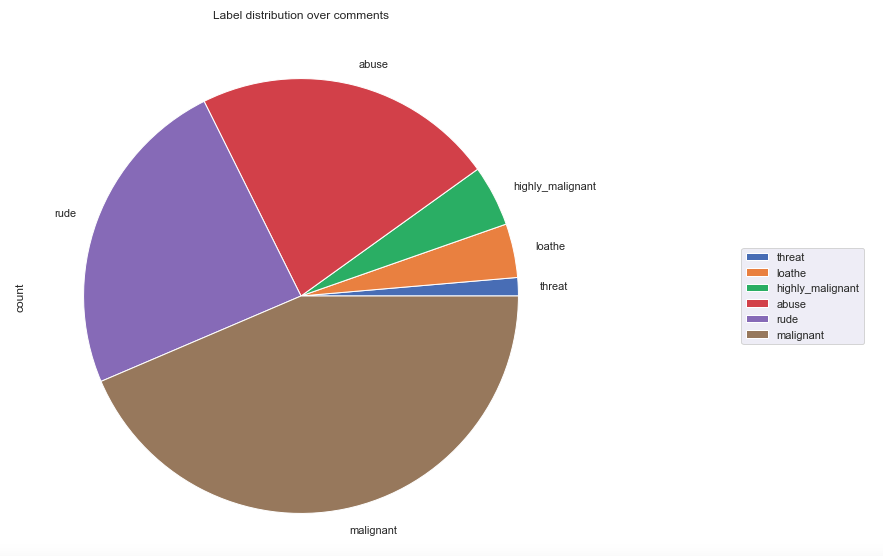 Label distribution over comments
abuse
highly_malignant
rude
loathe
threat
count
malignant
threat
loathe
highly_malignant
abuse
rude
malignant